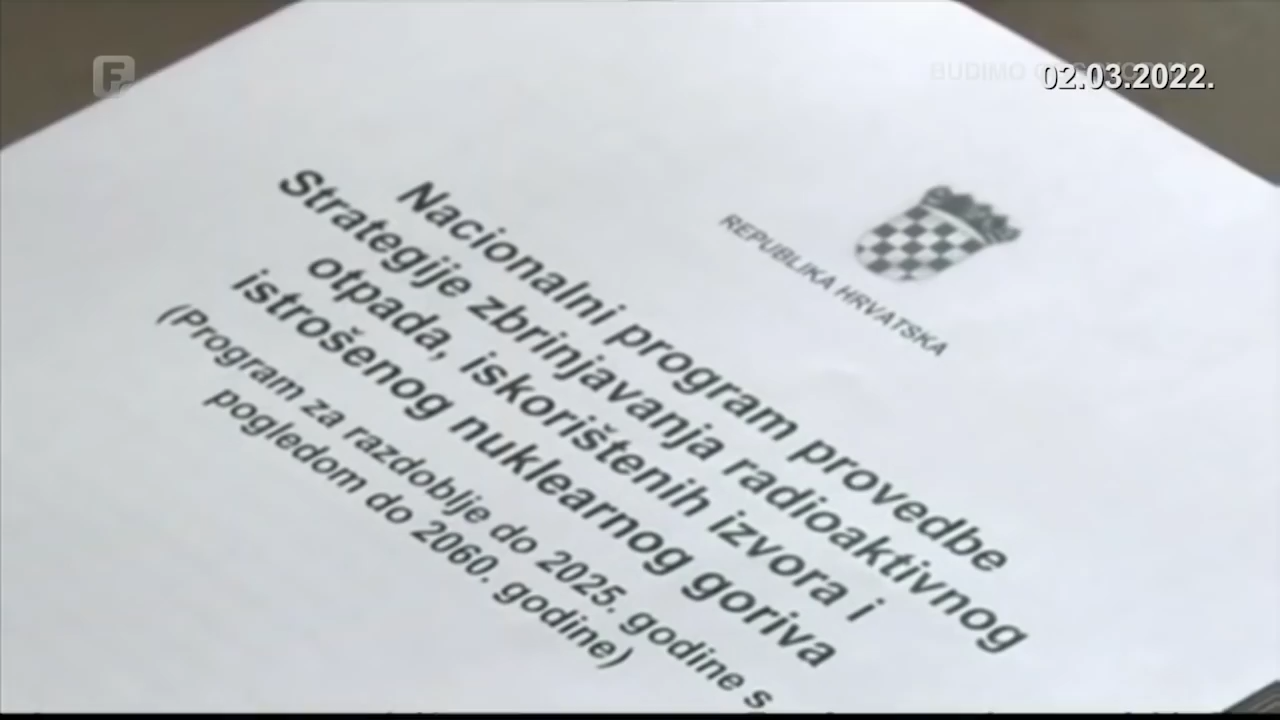 02.03.2022.
REPUBLIKA HRVATSKA
Nacionalni program provedbe
Strategije zbrinjavanja radioaktivnog
otpada, iskorištenih izvora i
istrošenog nuklearnog goriva
(Program za razdoblje do 2025. godine s
pogledom do 2060. godine)